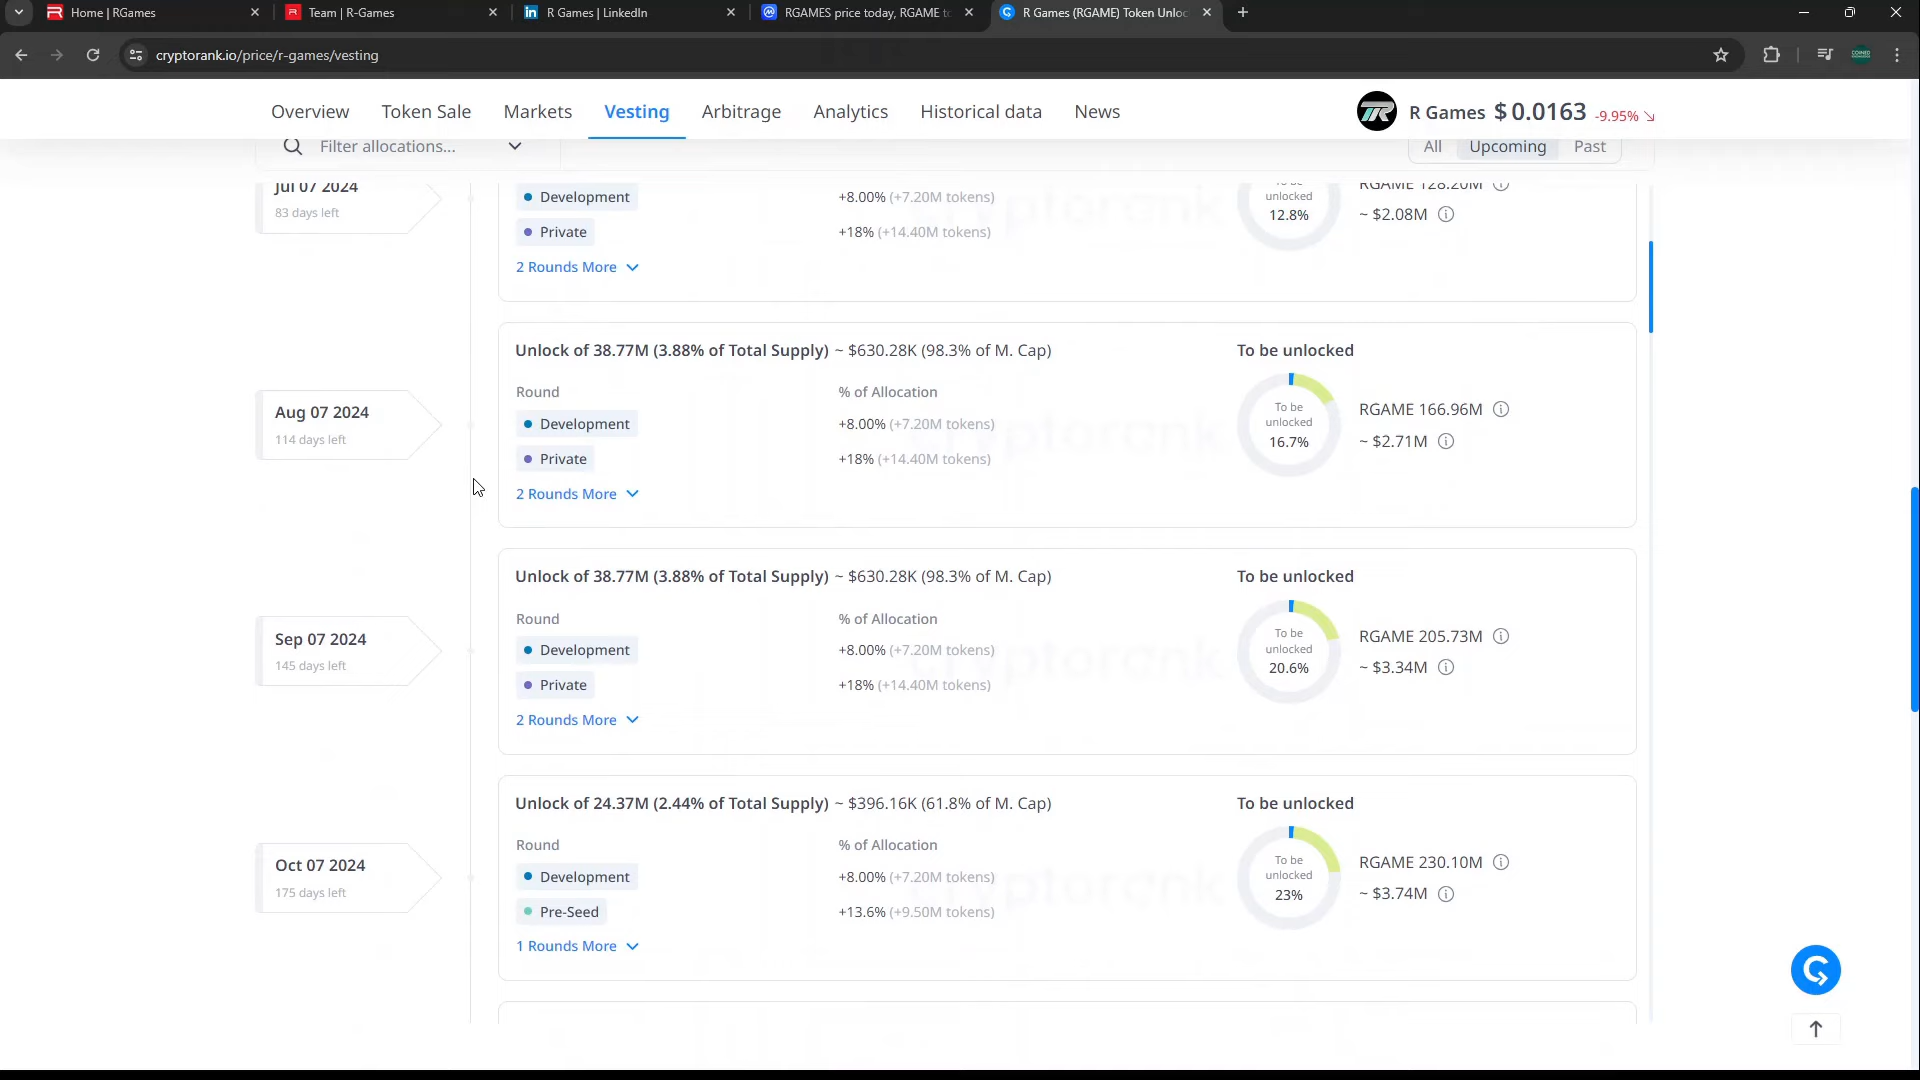 Home | RGames
Team | R-Games
R Games | LinkedIn
RGAMES price today, RGAME to
R Games (RGAME) Token Unloc
cryptorank.io/price/r-games/vesting
Overview
Token Sale
Markets
Vesting
Arbitrage
Analytics
Historical data
News
R Games $ 0.0163 -9.95%
Filter allocations...
All
Upcoming
Past
Jul 07 2024
83 days left
Development
+8.00% (+7.20M tokens)
Private
+18% (+14.40M tokens)
2 Rounds More
To be
unlocked
12.8%
RGAME 128.20M
~ $2.08M
Aug 07 2024
114 days left
Unlock of 38.77M (3.88% of Total Supply) ~ $630.28K (98.3% of M. Cap)
Round
% of Allocation
Development
+8.00% (+7.20M tokens)
Private
+18% (+14.40M tokens)
2 Rounds More
To be unlocked
To be
unlocked
16.7%
RGAME 166.96M
~ $2.71M
Sep 07 2024
145 days left
Unlock of 38.77M (3.88% of Total Supply) ~ $630.28K (98.3% of M. Cap)
Round
% of Allocation
Development
+8.00% (+7.20M tokens)
Private
+18% (+14.40M tokens)
2 Rounds More
To be unlocked
To be
unlocked
20.6%
RGAME 205.73M
~ $3.34M
Oct 07 2024
175 days left
Unlock of 24.37M (2.44% of Total Supply) ~ $396.16K (61.8% of M. Cap)
Round
% of Allocation
Development
+8.00% (+7.20M tokens)
Pre-Seed
+13.6% (+9.50M tokens)
1 Rounds More
To be unlocked
To be
unlocked
23%
RGAME 230.10M
~ $3.74M
cryptorank
cryptorank
cryptorank
cryptorank